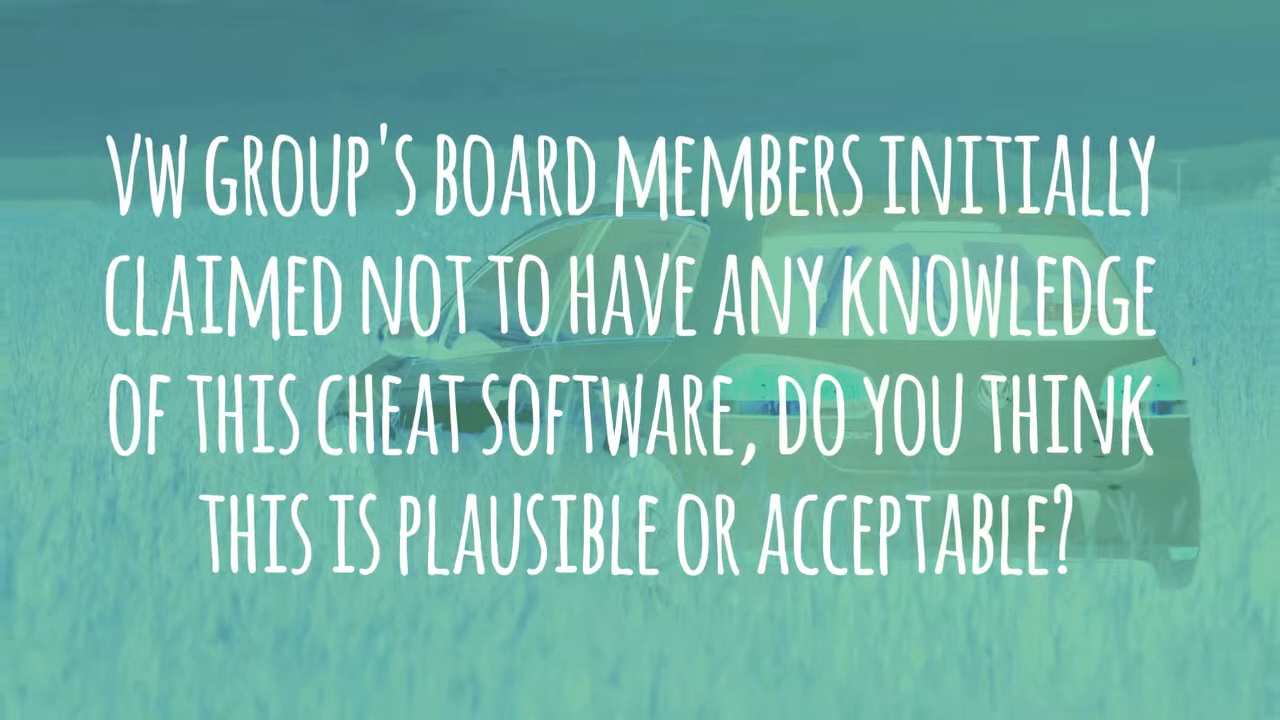 VW GROUP'S BOARD MEMBERS INITIALLY
CLAIMED NOT TO HAVE ANY KNOWLEDGE
OF THIS CHEAT SOFTWARE, DO YOU THINK
THIS IS PLAUSIBLE OR ACCEPTABLE?